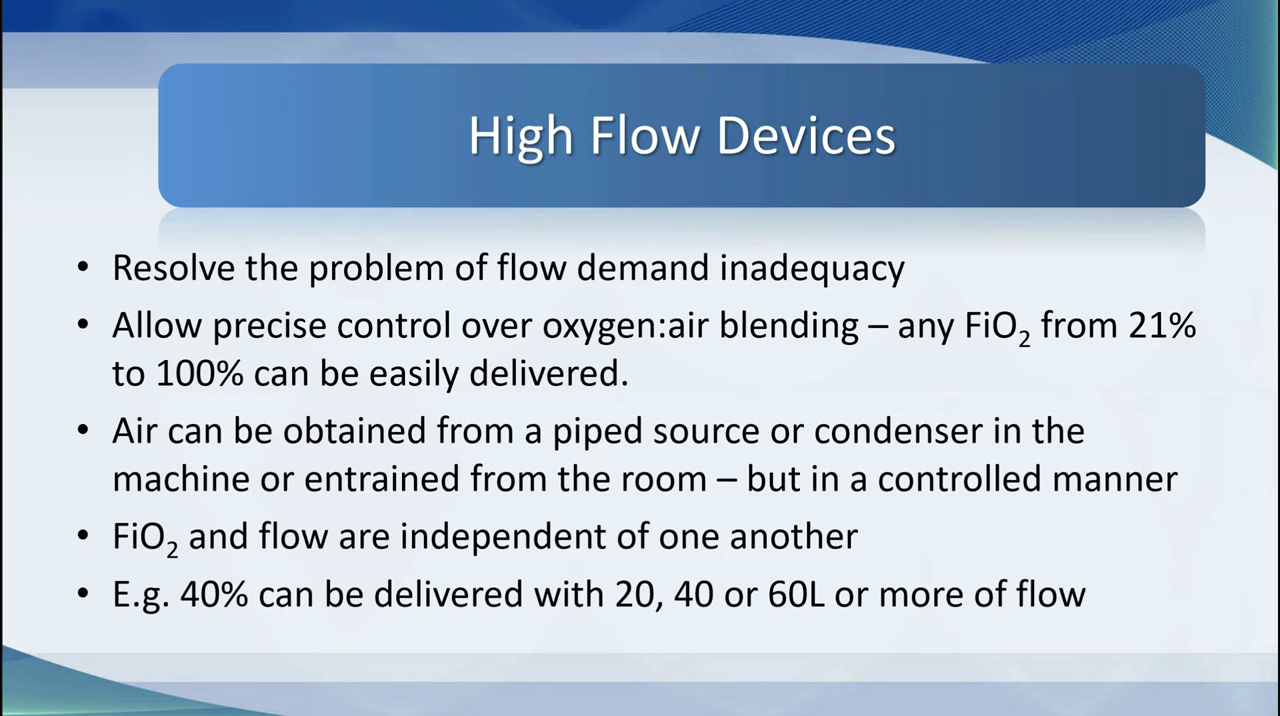 High Flow Devices
• Resolve the problem of flow demand inadequacy
• Allow precise control over oxygen:air blending – any FiO₂ from 21%
to 100% can be easily delivered.
• Air can be obtained from a piped source or condenser in the
machine or entrained from the room – but in a controlled manner
• FiO₂ and flow are independent of one another
• E.g. 40% can be delivered with 20, 40 or 60L or more of flow